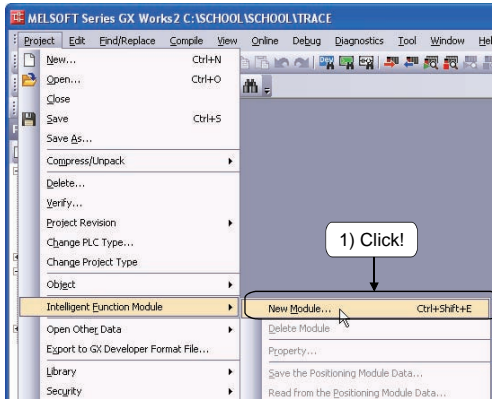 MELSOFT Series GX Works2 C:\SCHOOL\SCHOOL\TRACE
Project Edit Find/Replace Compile View Online Debug Diagnostics Tool Window Hel
New... Ctrl+N
Open... Ctrl+O
Close
Save Ctrl+S
Save As...
Compress/Unpack
Delete...
Verify...
Project Revision
Change PLC Type...
Change Project Type
Object
Intelligent Function Module
Open Other Data
Export to GX Developer Format File...
Library
Security
1) Click!
New Module... Ctrl+Shift+E
Delete Module
Property...
Save the Positioning Module Data...
Read from the Positioning Module Data...